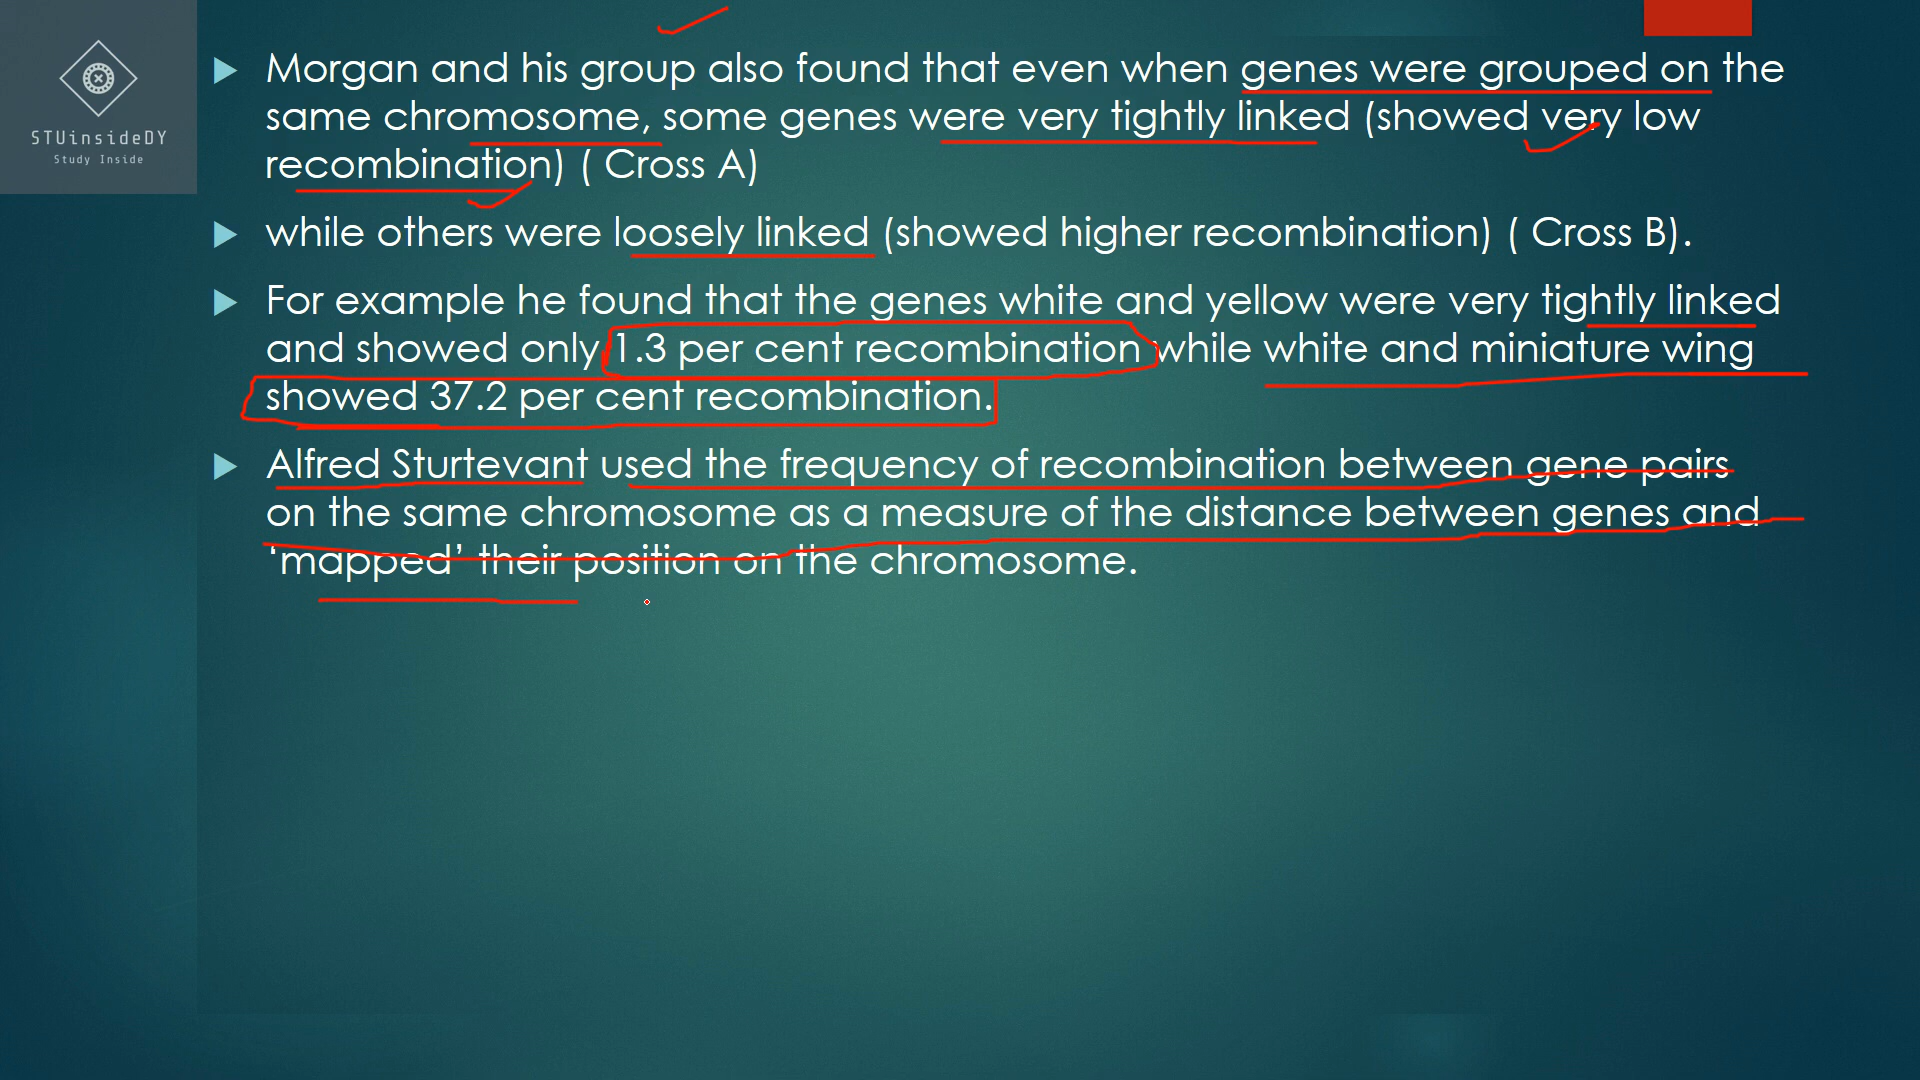 STUinsideDY
Study Inside
Morgan and his group also found that even when genes were grouped on the
same chromosome, some genes were very tightly linked (showed very low
recombination) ( Cross A)
while others were loosely linked (showed higher recombination) ( Cross B).
For example he found that the genes white and yellow were very tightly linked
and showed only 1.3 per cent recombination while white and miniature wing
showed 37.2 per cent recombination.
Alfred Sturtevant used the frequency of recombination between gene pairs
on the same chromosome as a measure of the distance between genes and
‘mapped’ their position on the chromosome.